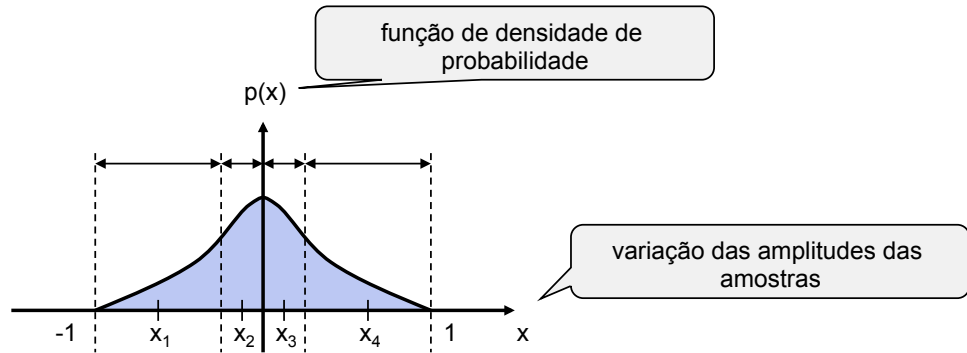 função de densidade de
probabilidade
p(x)
variação das amplitudes das
amostras
-1 x₁ x₂ x₃ x₄ 1 x